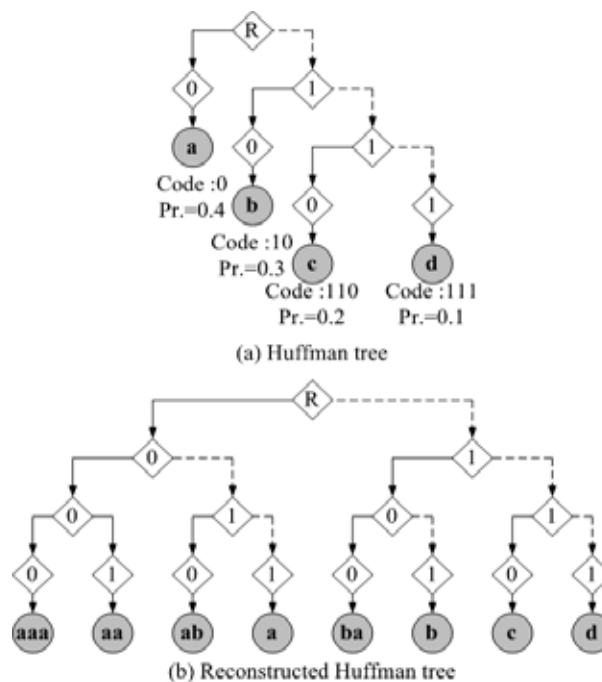 R
0 1
a 0 1
Code :0
Pr.=0.4
b 0 1
Code :10
Pr.=0.3
c d
Code :110 Code :111
Pr.=0.2 Pr.=0.1
(a) Huffman tree
R
0 1
0 1 0 1
0 1 0 1 0 1 0 1
aaa aa ab a ba b c d
(b) Reconstructed Huffman tree